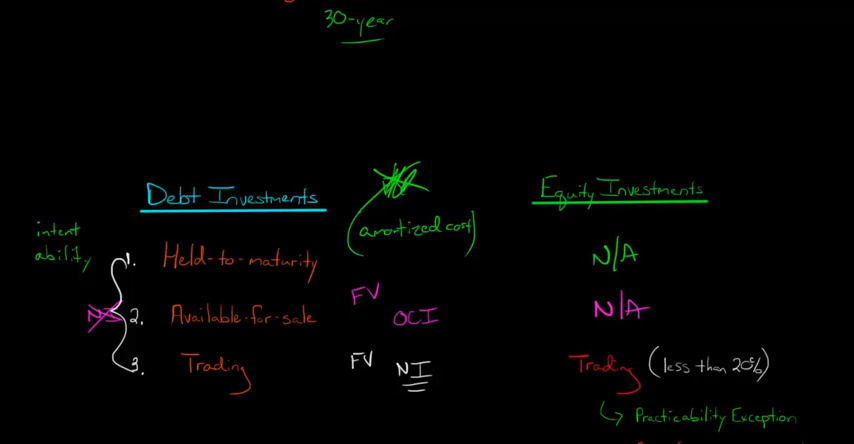 30-year
Debt Investments
Equity Investments
intent
ability
(amortized cost)
1. Held-to-maturity
N/A
NI 2. Available-for-sale FV OCI
N/A
3. Trading FV NI
Trading (less than 20%)
Practicability Exception